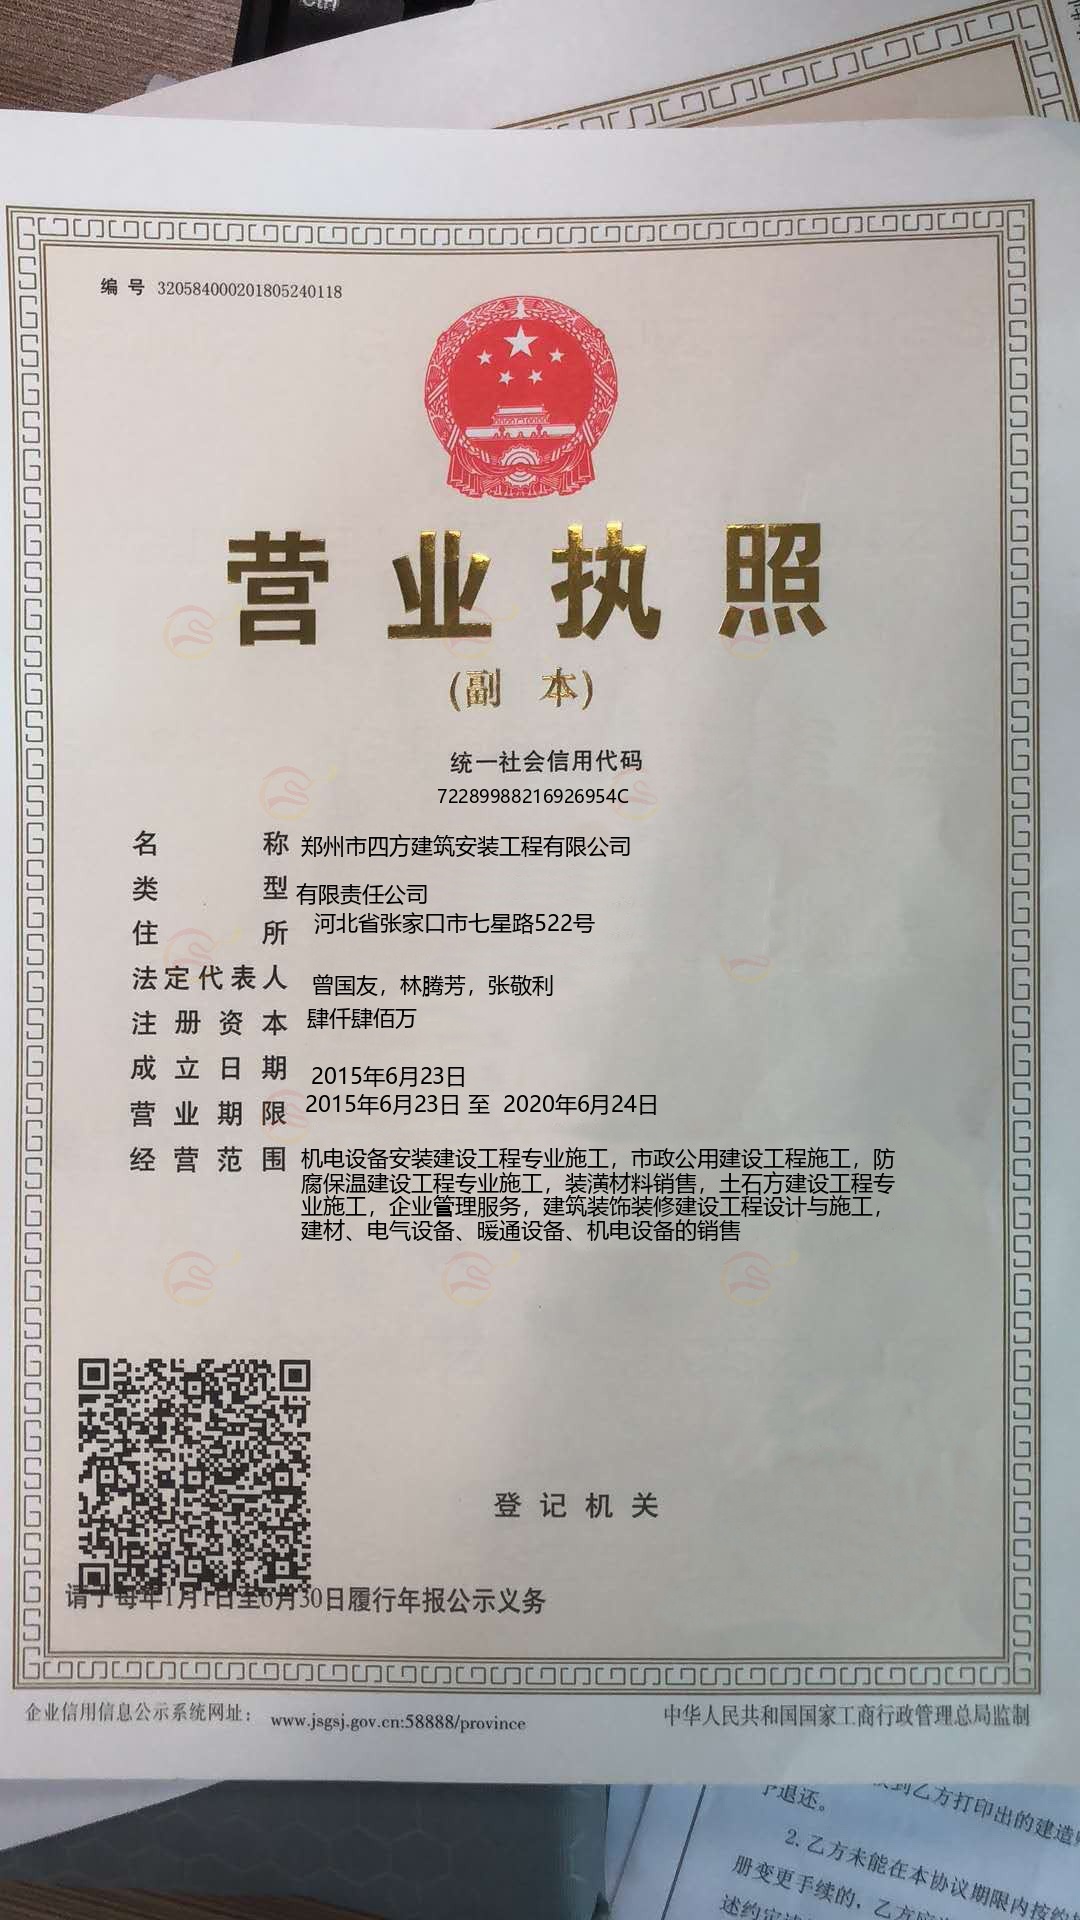 Ctrl
编 号 320584000201805240118
营业执照
(副 本)
统一社会信用代码
72289988216926954C
名 称 郑州市四方建筑安装工程有限公司
类 型 有限责任公司
住 所 河北省张家口市七星路522号
法定代表人 曾国友，林腾芳，张敬利
注册资本 肆仟肆佰万
成立日期 2015年6月23日
营业期限 2015年6月23日 至 2020年6月24日
经营范围 机电设备安装建设工程专业施工，市政公用建设工程施工，防
腐保温建设工程专业施工，装潢材料销售，土石方建设工程专
业施工，企业管理服务，建筑装饰装修建设工程设计与施工，
建材、电气设备、暖通设备、机电设备的销售
登记机关
请于每年1月1日至6月30日履行年报公示义务
企业信用信息公示系统网址： www.jsgsj.gov.cn:58888/province
中华人民共和国国家工商行政管理总局监制
到乙方打印出的建造
退还。
2.乙方未能在本协议期限内按约
册变更手续的，乙方应
述约定